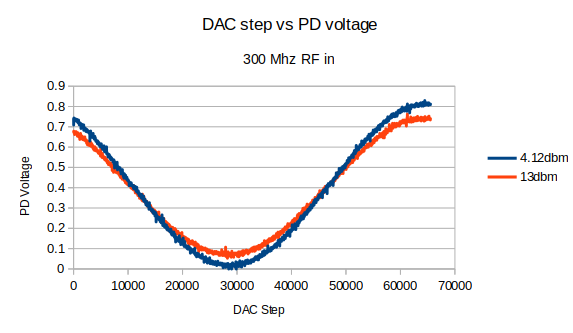 DAC step vs PD voltage
300 Mhz RF in
0.9
0.8
0.7
0.6
0.5
0.4
0.3
0.2
0.1
0
PD Voltage
0 10000 20000 30000 40000 50000 60000 70000
DAC Step
4.12dbm
13dbm